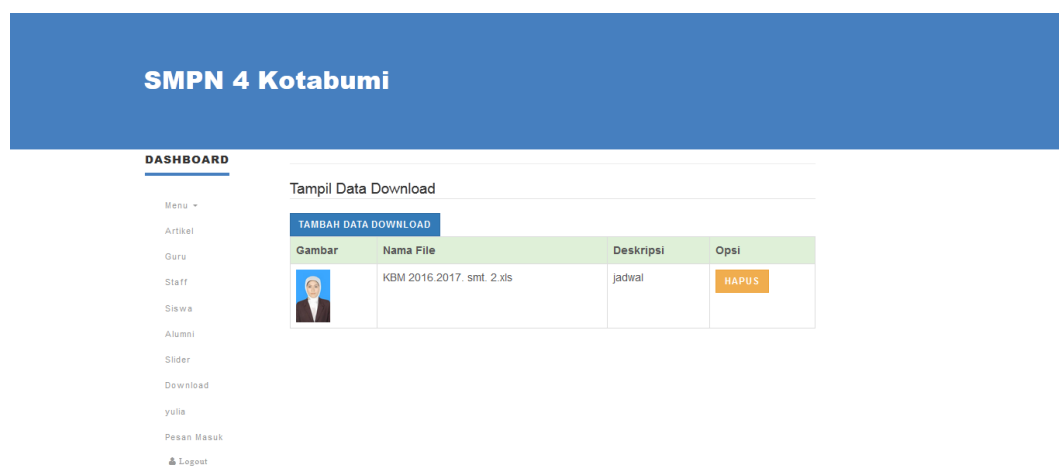 SMPN 4 Kotabumi
DASHBOARD
Menu
Artikel
Guru
Staff
Siswa
Alumni
Slider
Download
yulia
Pesan Masuk
Logout
Tampil Data Download
TAMBAH DATA DOWNLOAD
Gambar Nama File Deskripsi Opsi
KBM 2016.2017. smt. 2.xls jadwal HAPUS